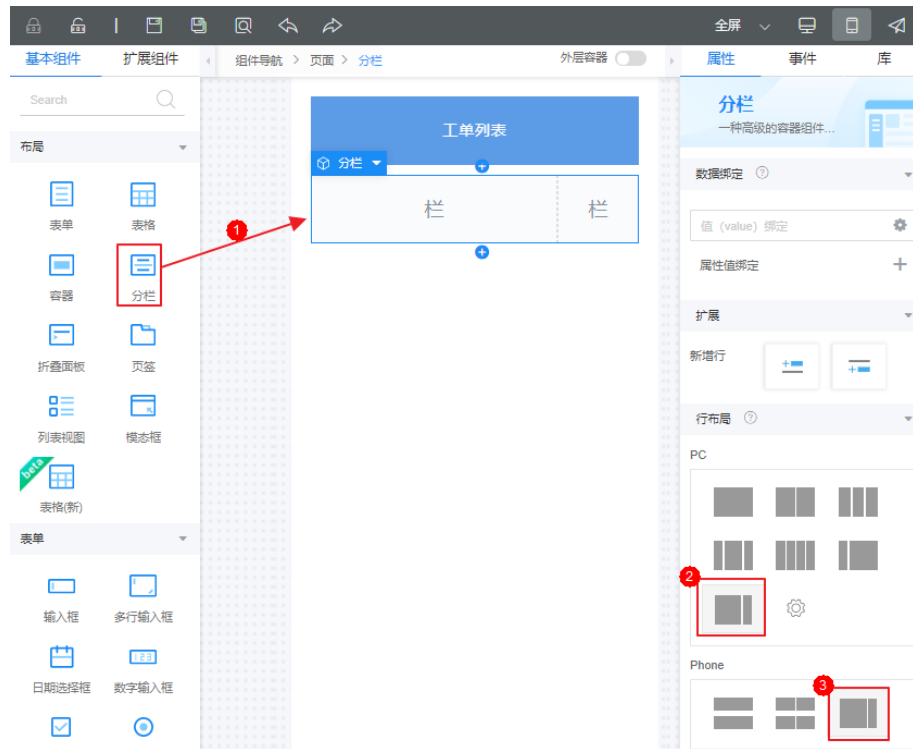 全屏
基本组件 扩展组件
组件导航 > 页面 > 分栏 外层容器
属性 事件 库
Search
布局
表单 表格
容器 分栏
折叠面板 页签
列表视图 模态框
beta
表格(新)
表单
输入框 多行输入框
123
日期选择框 数字输入框
工单列表
分栏
栏 栏
1
分栏
一种高级的容器组件...
数据绑定 ?
值 (value) 绑定
属性值绑定
扩展
新增行
行布局 ?
PC
2
Phone
3